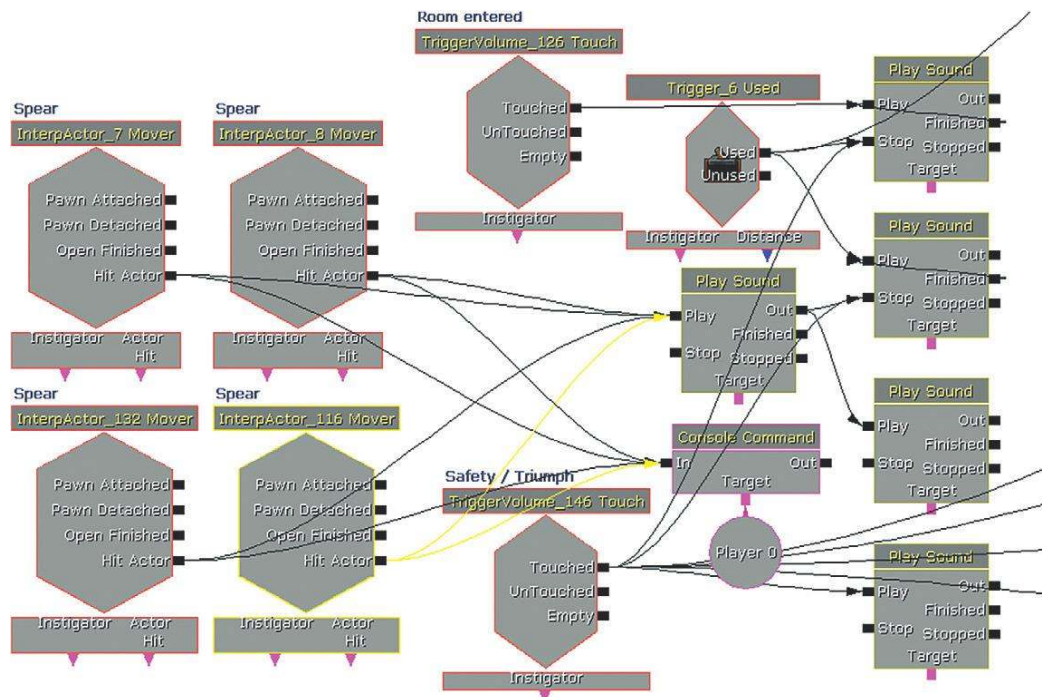 Room entered
TriggerVolume_126 Touch
Touched
UnTouched
Empty
Instigator
Trigger_6 Used
Used
Unused
Instigator Distance
Play Sound
Play Out
Finished
Stop Stopped
Target
Spear
InterpActor_7 Mover
Pawn Attached
Pawn Detached
Open Finished
Hit Actor
Instigator Actor
Hit
Spear
InterpActor_8 Mover
Pawn Attached
Pawn Detached
Open Finished
Hit Actor
Instigator Actor
Hit
Play Sound
Play Out
Finished
Stop Stopped
Target
Play Sound
Play Out
Finished
Stop Stopped
Target
Spear
InterpActor_132 Mover
Pawn Attached
Pawn Detached
Open Finished
Hit Actor
Instigator Actor
Hit
Spear
InterpActor_116 Mover
Pawn Attached
Pawn Detached
Open Finished
Hit Actor
Instigator Actor
Hit
Console Command
In Out
Target
Player 0
Play Sound
Play Out
Finished
Stop Stopped
Target
Safety / Triumph
TriggerVolume_146 Touch
Touched
UnTouched
Empty
Instigator
Play Sound
Play Out
Finished
Stop Stopped
Target